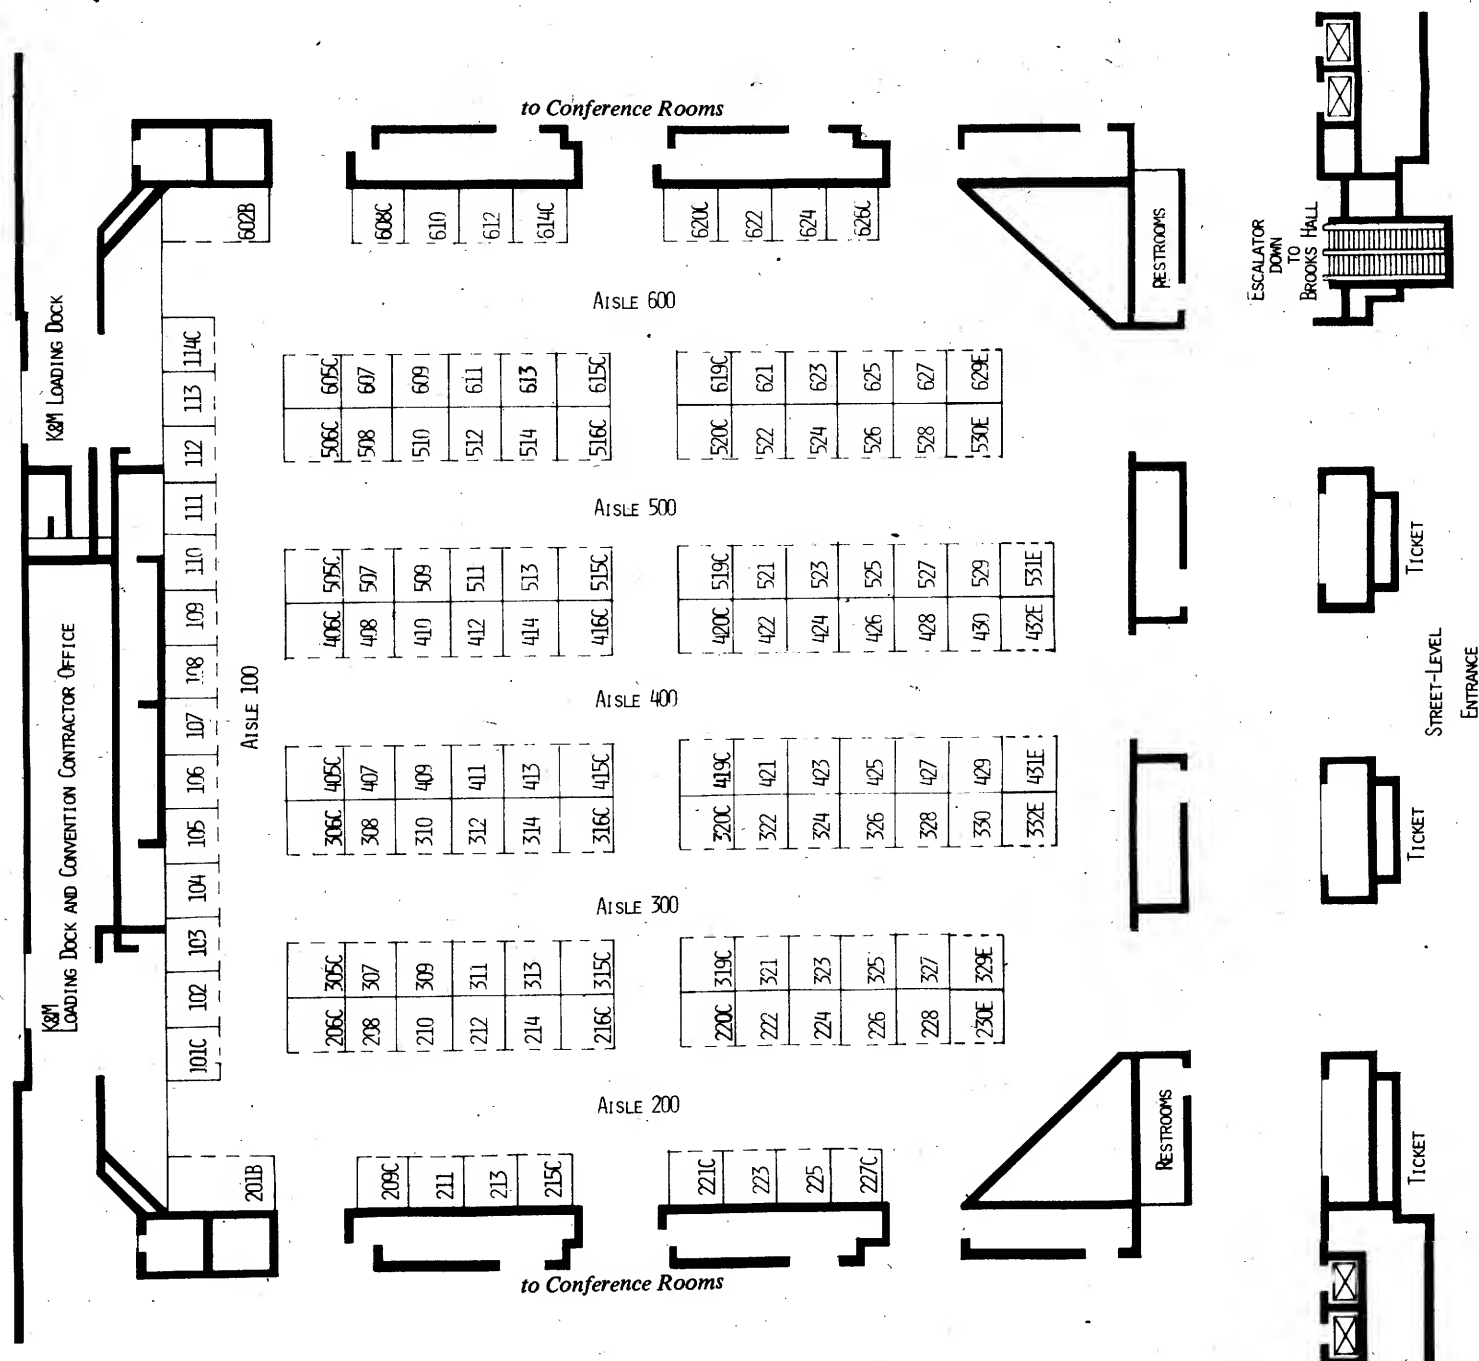 to Conference Rooms
602B
608C 610 612 614C
620C 622 624 626C
RESTROOMS
ESCALATOR
DOWN
TO
BROOKS HALL
K&M LOADING DOCK
AISLE 600
114C
113
112
111
110
109
108
107
106
105
104
103
102
101C
605C 607 609 611 613 615C
506C 508 510 512 514 516C
619C 621 623 625 627 629E
520C 522 524 526 528 530E
AISLE 500
505C 507 509 511 513 515C
406C 408 410 412 414 416C
519C 521 523 525 527 529 531E
420C 422 424 426 428 430 432E
TICKET
K&M
LOADING DOCK AND CONVENTION CONTRACTOR OFFICE
AISLE 100
AISLE 400
STREET-LEVEL
ENTRANCE
405C 407 409 411 413 415C
306C 308 310 312 314 316C
419C 421 423 425 427 429 431E
320C 322 324 326 328 330 332E
TICKET
AISLE 300
305C 307 309 311 313 315C
206C 208 210 212 214 216C
319C 321 323 325 327 329E
220C 222 224 226 228 230E
AISLE 200
201B
209C 211 213 215C
221C 223 225 227C
RESTROOMS
TICKET
to Conference Rooms